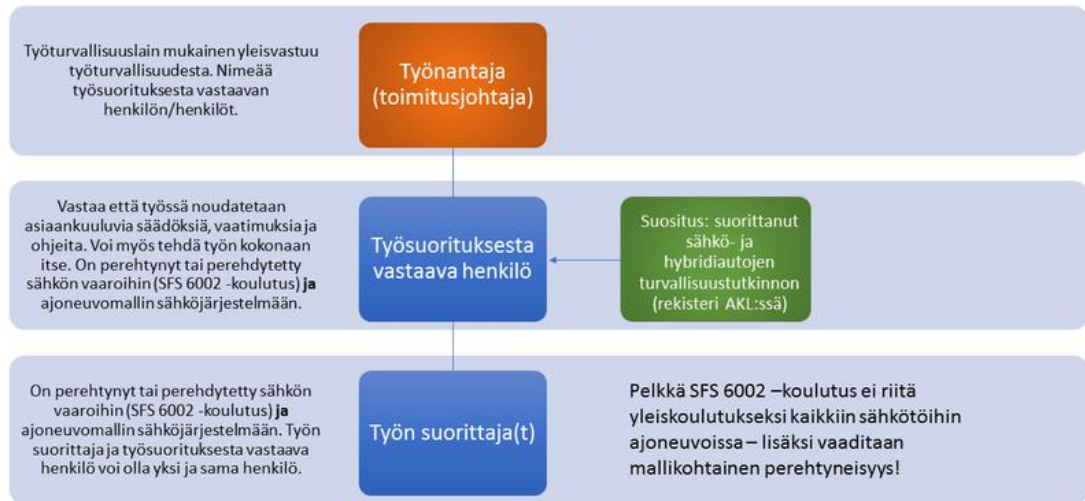 Työturvallisuuslain mukainen yleisvastuu
työturvallisuudesta. Nimeää
työsuorituksesta vastaavan
henkilön/henkilöt.
Työnantaja
(toimitusjohtaja)
Vastaa että työssä noudatetaan
asiaankuuluvia säädöksiä, vaatimuksia ja
ohjeita. Voi myös tehdä työn kokonaan
itse. On perehtynyt tai perehdytetty
sähkön vaaroihin (SFS 6002 -koulutus) ja
ajoneuvomallin sähköjärjestelmään.
Työsuorituksesta
vastaava henkilö
Suositus: suorittanut
sähkö- ja
hybridiautojen
turvallisuustutkinnon
(rekisteri AKL:ssä)
On perehtynyt tai perehdytetty sähkön
vaaroihin (SFS 6002 -koulutus) ja
ajoneuvomallin sähköjärjestelmään. Työn
suorittaja ja työsuorituksesta vastaava
henkilö voi olla yksi ja sama henkilö.
Työn suorittaja(t)
Pelkkä SFS 6002 –koulutus ei riitä
yleiskoulutukseksi kaikkiin sähkötöihin
ajoneuvoissa – lisäksi vaaditaan
mallikohtainen perehtyneisyys!